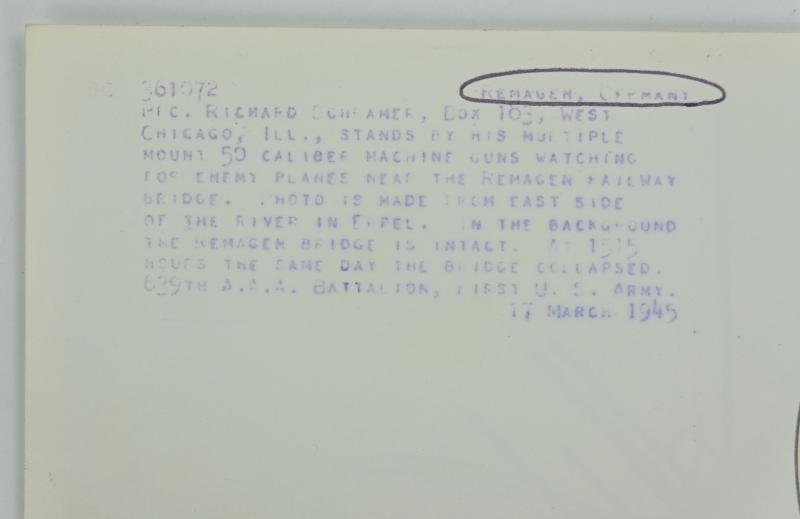 SC 361072 REMAGEN, GERMANY
PFC. RICHARD SCHRAMER, BOX 183, WEST
CHICAGO, ILL., STANDS BY HIS MULTIPLE
MOUNT 50 CALIBER MACHINE GUNS WATCHING
FOR ENEMY PLANES NEAR THE REMAGEN RAILWAY
BRIDGE. PHOTO IS MADE FROM EAST SIDE
OF THE RIVER IN ERPEL. IN THE BACKGROUND
THE REMAGEN BRIDGE IS INTACT. AT 1515
HOURS THE SAME DAY THE BRIDGE COLLAPSED.
639TH A.A.A. BATTALION, FIRST U. S. ARMY.
17 MARCH 1945